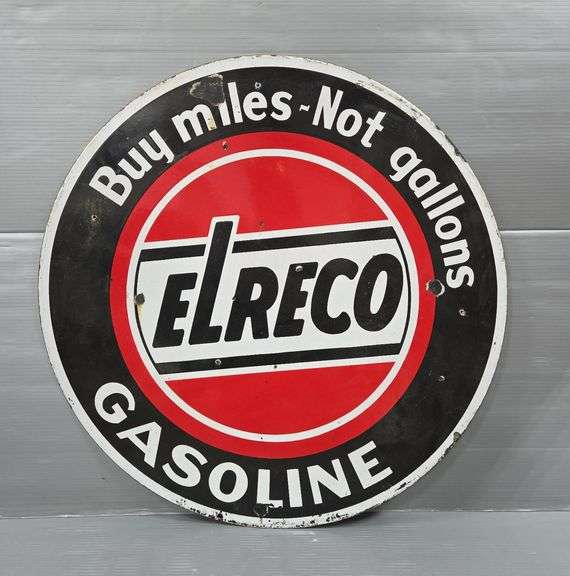 Buy miles-Not gallons
ELRECO
GASOLINE